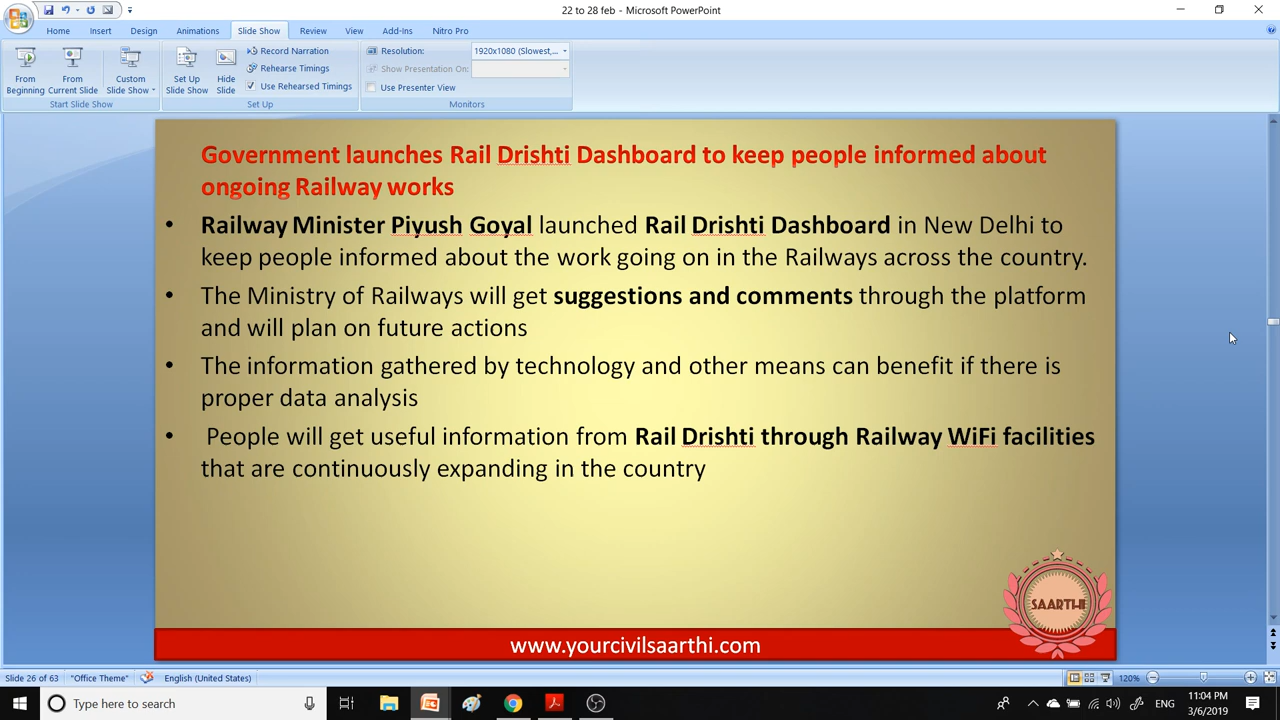 22 to 28 feb - Microsoft PowerPoint
Home Insert Design Animations Slide Show Review View Add-Ins Nitro Pro
From Beginning
From Current Slide
Custom Slide Show
Start Slide Show
Set Up Slide Show
Hide Slide
Record Narration
Rehearse Timings
Use Rehearsed Timings
Set Up
Resolution: 1920x1080 (Slowest,...
Show Presentation On:
Use Presenter View
Monitors
Government launches Rail Drishti Dashboard to keep people informed about
ongoing Railway works
• Railway Minister Piyush Goyal launched Rail Drishti Dashboard in New Delhi to
keep people informed about the work going on in the Railways across the country.
• The Ministry of Railways will get suggestions and comments through the platform
and will plan on future actions
• The information gathered by technology and other means can benefit if there is
proper data analysis
• People will get useful information from Rail Drishti through Railway WiFi facilities
that are continuously expanding in the country
SAARTHI
www.yourcivilsaarthi.com
Slide 26 of 63 "Office Theme" English (United States) 120%
Type here to search
ENG
11:04 PM
3/6/2019